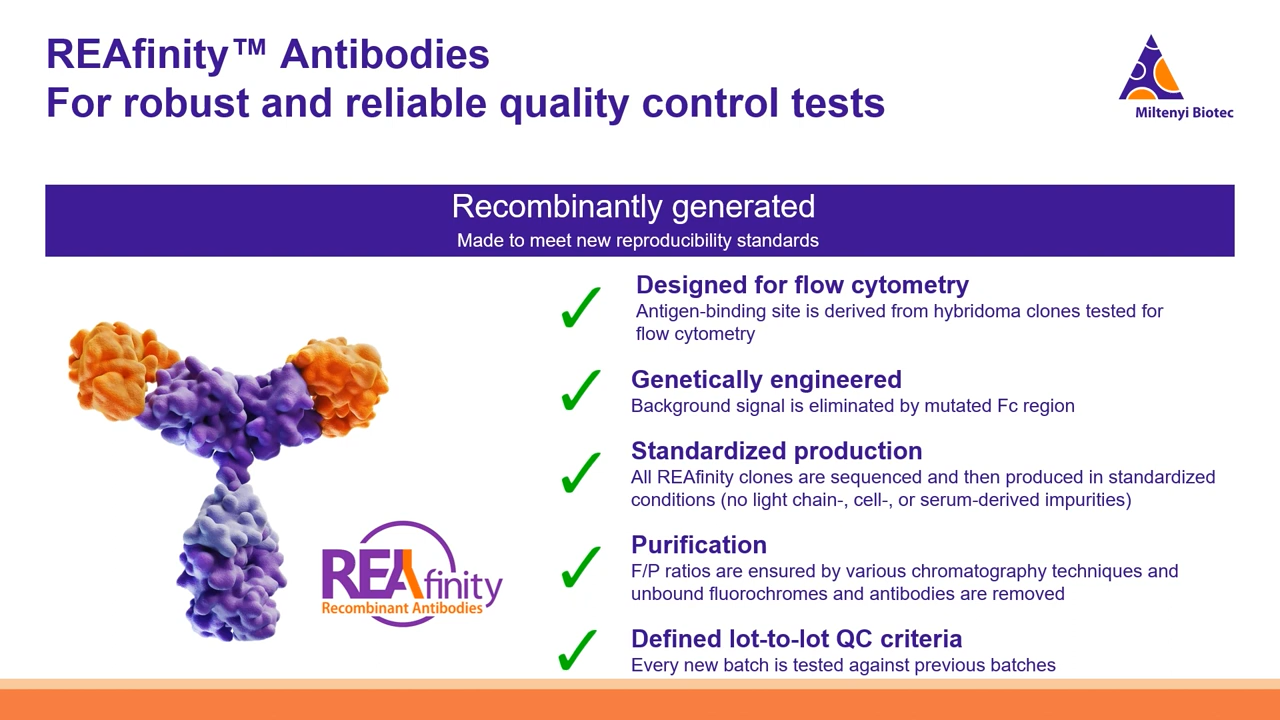 REAfinity™ Antibodies
For robust and reliable quality control tests
Miltenyi Biotec
Recombinantly generated
Made to meet new reproducibility standards
Designed for flow cytometry
Antigen-binding site is derived from hybridoma clones tested for
flow cytometry
Genetically engineered
Background signal is eliminated by mutated Fc region
Standardized production
All REAfinity clones are sequenced and then produced in standardized
conditions (no light chain-, cell-, or serum-derived impurities)
Purification
F/P ratios are ensured by various chromatography techniques and
unbound fluorochromes and antibodies are removed
Defined lot-to-lot QC criteria
Every new batch is tested against previous batches
REAfinity
Recombinant Antibodies